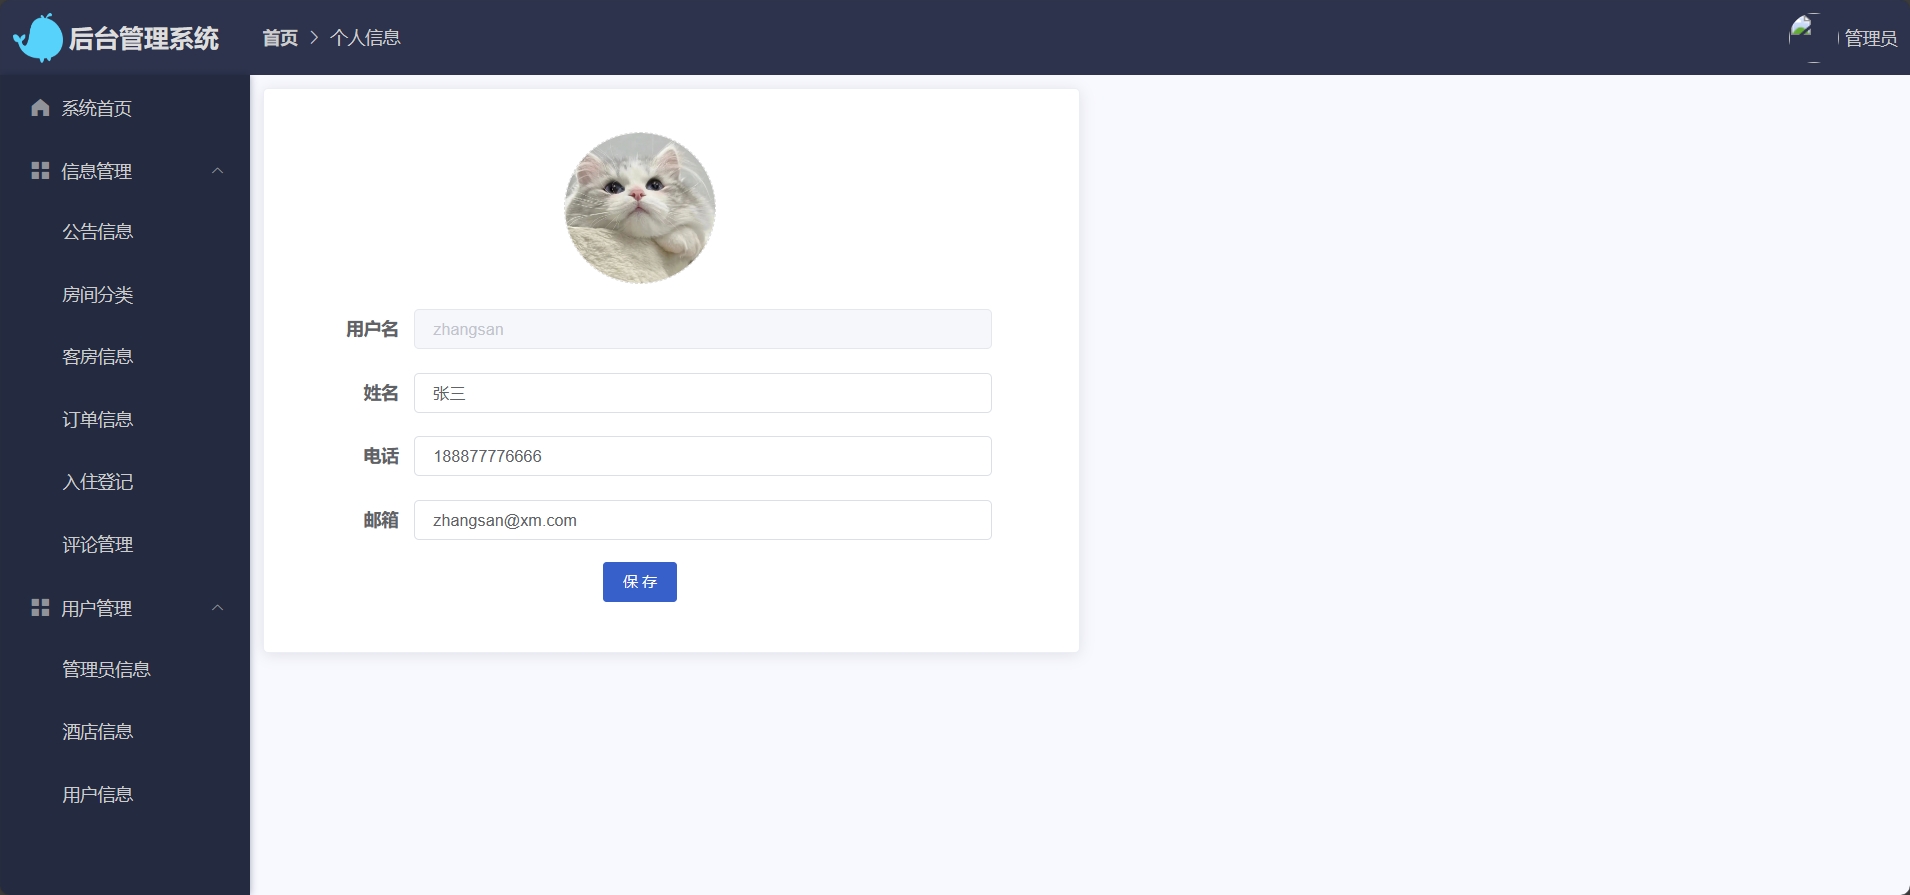 后台管理系统
首页 > 个人信息
管理员
系统首页
信息管理
公告信息
房间分类
客房信息
订单信息
入住登记
评论管理
用户管理
管理员信息
酒店信息
用户信息
用户名 zhangsan
姓名 张三
电话 188877776666
邮箱 zhangsan@xm.com
保 存